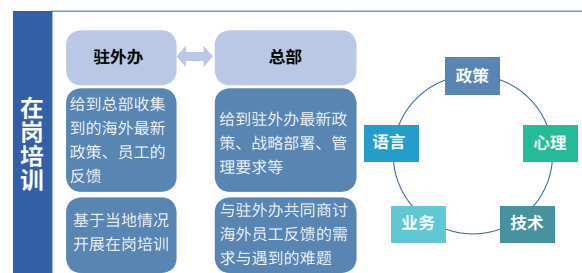 在岗培训
驻外办
总部
给到总部收集
到的海外最新
政策、员工的
反馈
给到驻外办最新政
策、战略部署、管
理要求等
基于当地情况
开展在岗培训
与驻外办共同商讨
海外员工反馈的需
求与遇到的难题
政策
语言
心理
业务
技术